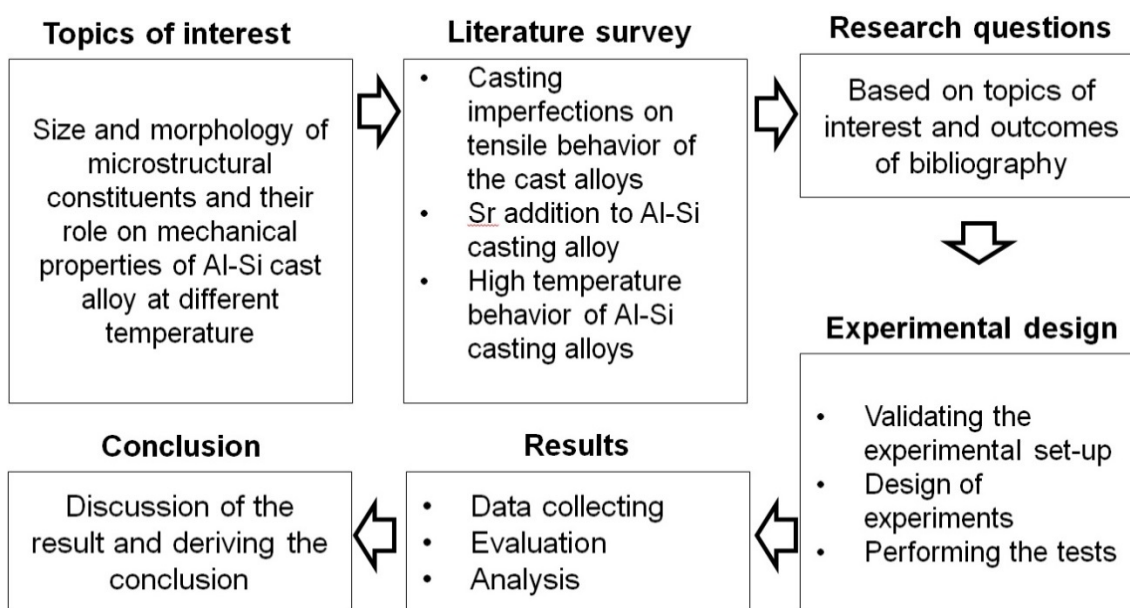 Topics of interest
Size and morphology of
microstructural
constituents and their
role on mechanical
properties of Al-Si cast
alloy at different
temperature
Literature survey
• Casting
imperfections on
tensile behavior of
the cast alloys
• Sr addition to Al-Si
casting alloy
• High temperature
behavior of Al-Si
casting alloys
Research questions
Based on topics of
interest and outcomes
of bibliography
Experimental design
• Validating the
experimental set-up
• Design of
experiments
• Performing the tests
Results
• Data collecting
• Evaluation
• Analysis
Conclusion
Discussion of the
result and deriving the
conclusion